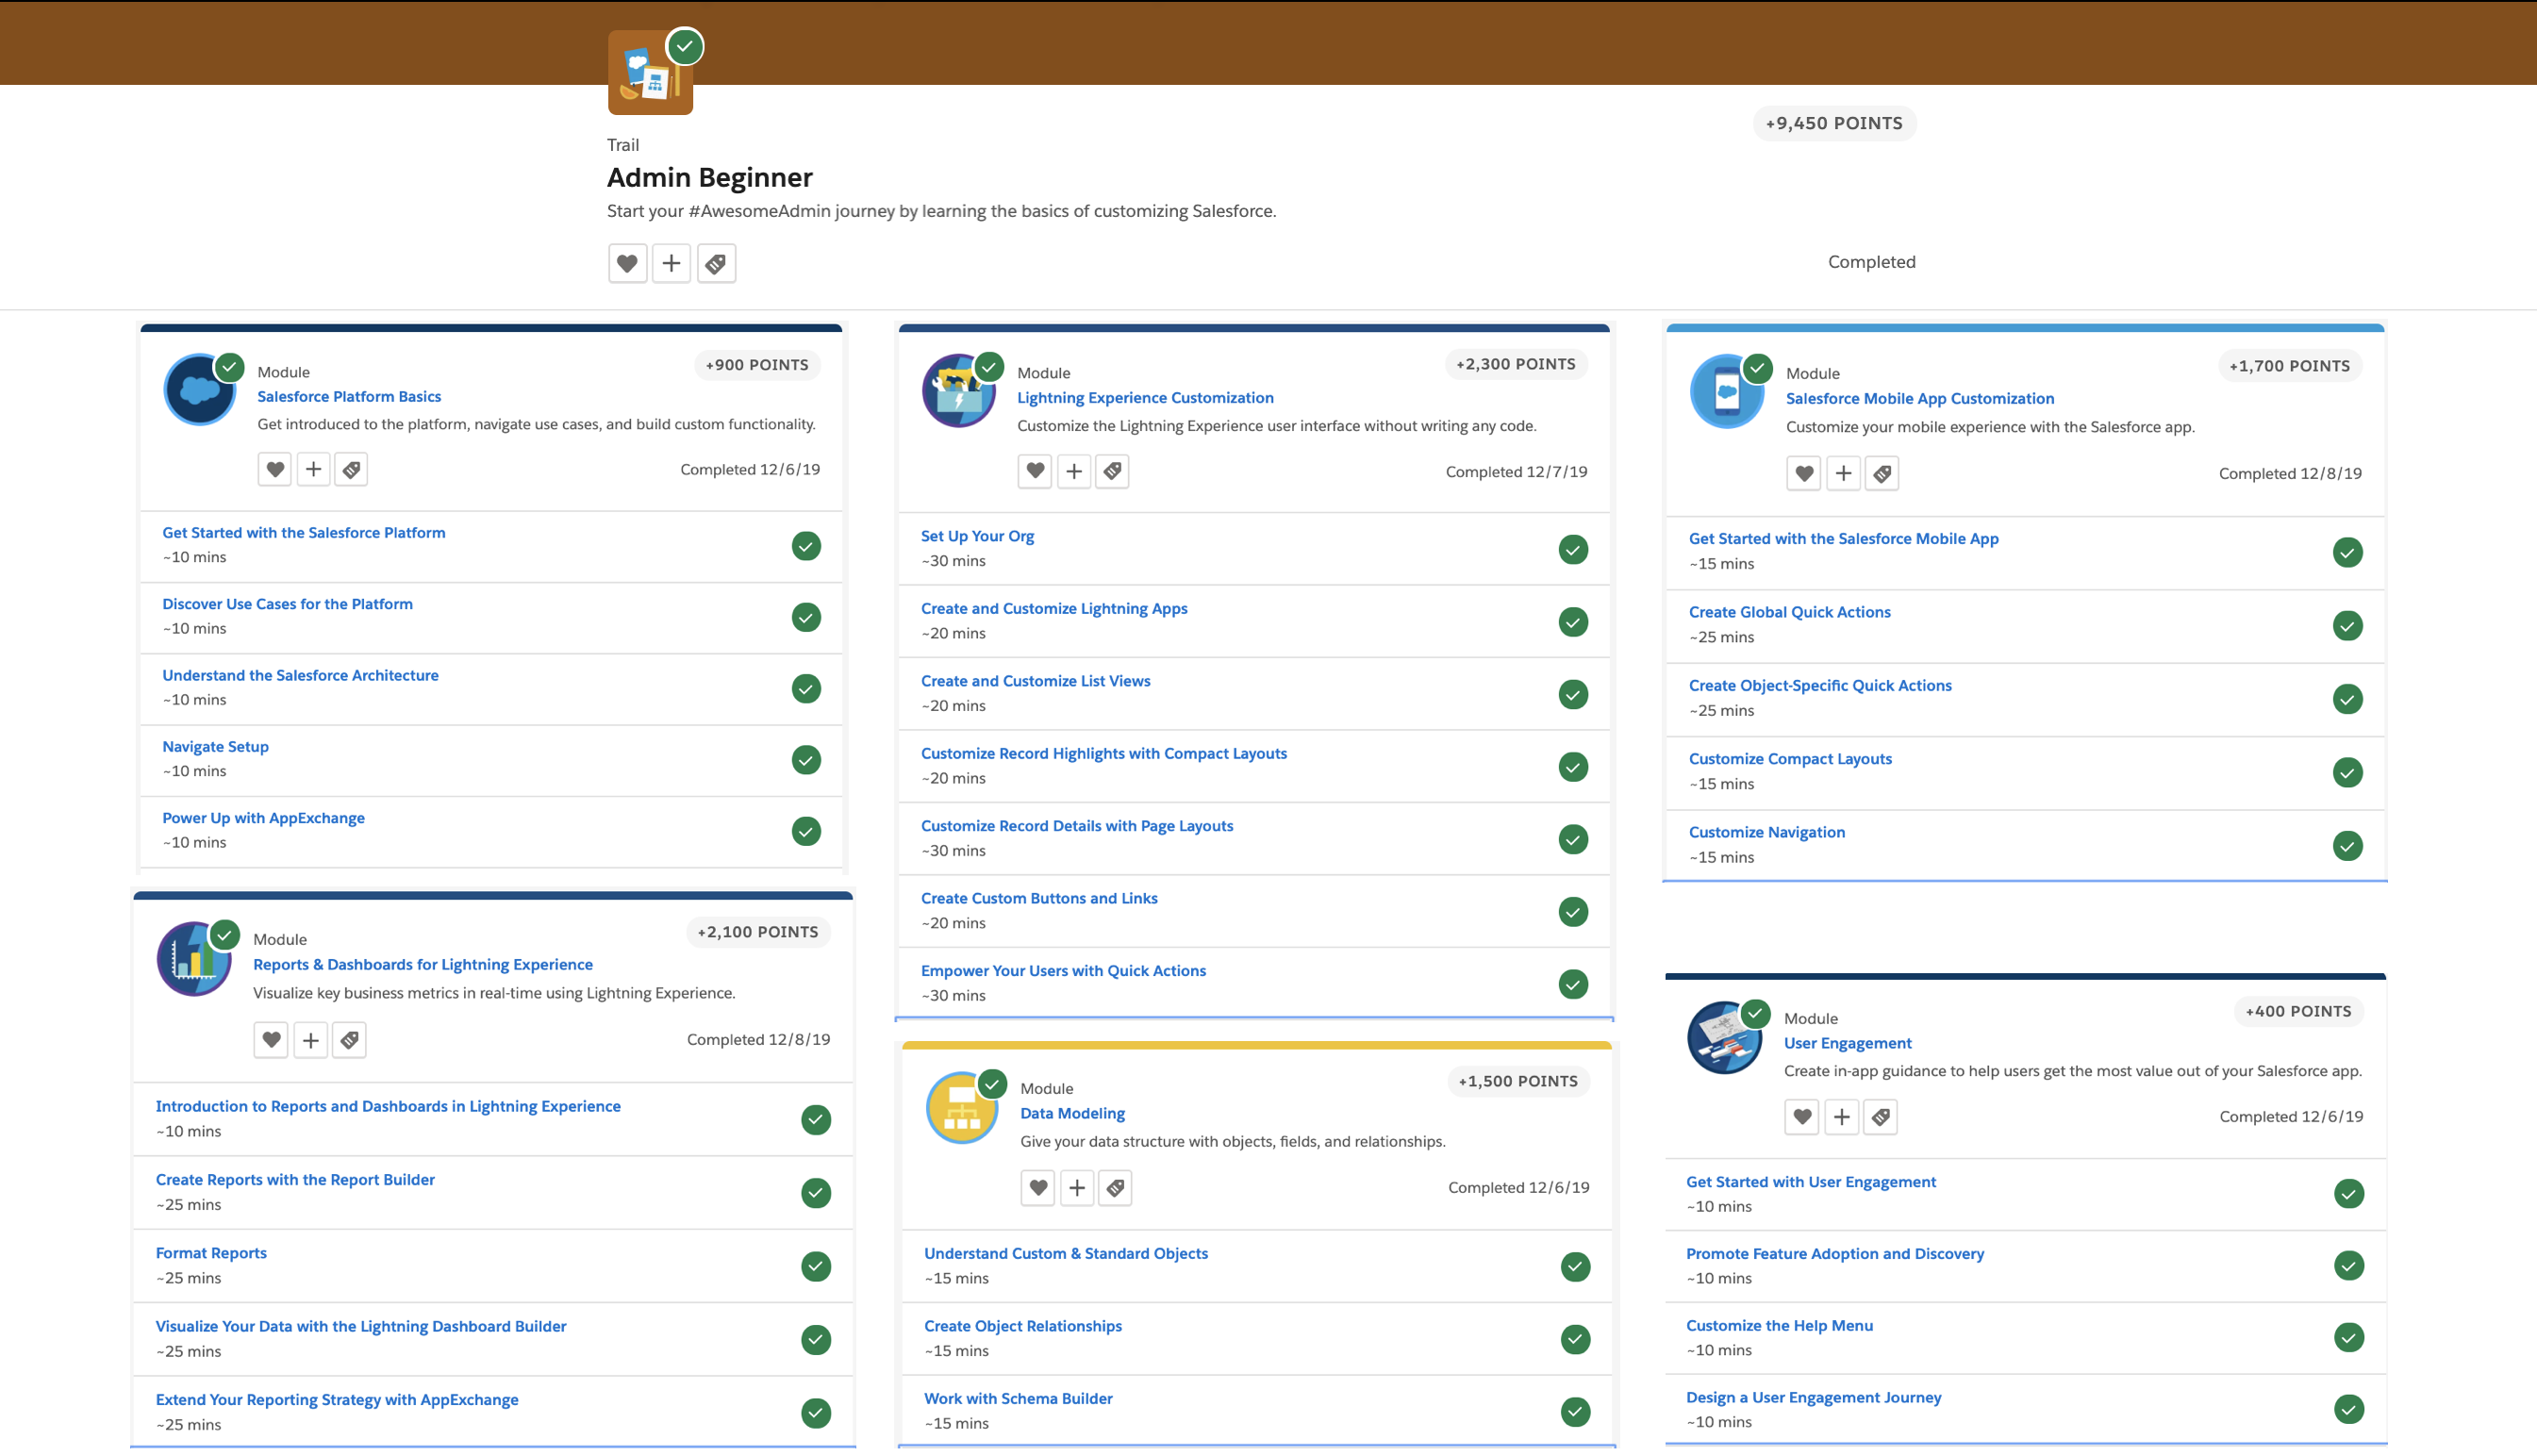 +9,450 POINTS
Trail
Admin Beginner
Start your #AwesomeAdmin journey by learning the basics of customizing Salesforce.
Completed
Module
+900 POINTS
Salesforce Platform Basics
Get introduced to the platform, navigate use cases, and build custom functionality.
Completed 12/6/19
Get Started with the Salesforce Platform
~10 mins
Discover Use Cases for the Platform
~10 mins
Understand the Salesforce Architecture
~10 mins
Navigate Setup
~10 mins
Power Up with AppExchange
~10 mins
Module
+2,100 POINTS
Reports & Dashboards for Lightning Experience
Visualize key business metrics in real-time using Lightning Experience.
Completed 12/8/19
Introduction to Reports and Dashboards in Lightning Experience
~10 mins
Create Reports with the Report Builder
~25 mins
Format Reports
~25 mins
Visualize Your Data with the Lightning Dashboard Builder
~25 mins
Extend Your Reporting Strategy with AppExchange
~25 mins
Module
+2,300 POINTS
Lightning Experience Customization
Customize the Lightning Experience user interface without writing any code.
Completed 12/7/19
Set Up Your Org
~30 mins
Create and Customize Lightning Apps
~20 mins
Create and Customize List Views
~20 mins
Customize Record Highlights with Compact Layouts
~20 mins
Customize Record Details with Page Layouts
~30 mins
Create Custom Buttons and Links
~20 mins
Empower Your Users with Quick Actions
~30 mins
Module
+1,500 POINTS
Data Modeling
Give your data structure with objects, fields, and relationships.
Completed 12/6/19
Understand Custom & Standard Objects
~15 mins
Create Object Relationships
~15 mins
Work with Schema Builder
~15 mins
Module
+1,700 POINTS
Salesforce Mobile App Customization
Customize your mobile experience with the Salesforce app.
Completed 12/8/19
Get Started with the Salesforce Mobile App
~15 mins
Create Global Quick Actions
~25 mins
Create Object-Specific Quick Actions
~25 mins
Customize Compact Layouts
~15 mins
Customize Navigation
~15 mins
Module
+400 POINTS
User Engagement
Create in-app guidance to help users get the most value out of your Salesforce app.
Completed 12/6/19
Get Started with User Engagement
~10 mins
Promote Feature Adoption and Discovery
~10 mins
Customize the Help Menu
~10 mins
Design a User Engagement Journey
~10 mins